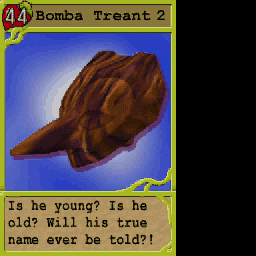 44 Bomba Treant 2
Is he young? Is he
old? Will his true
name ever be told?!